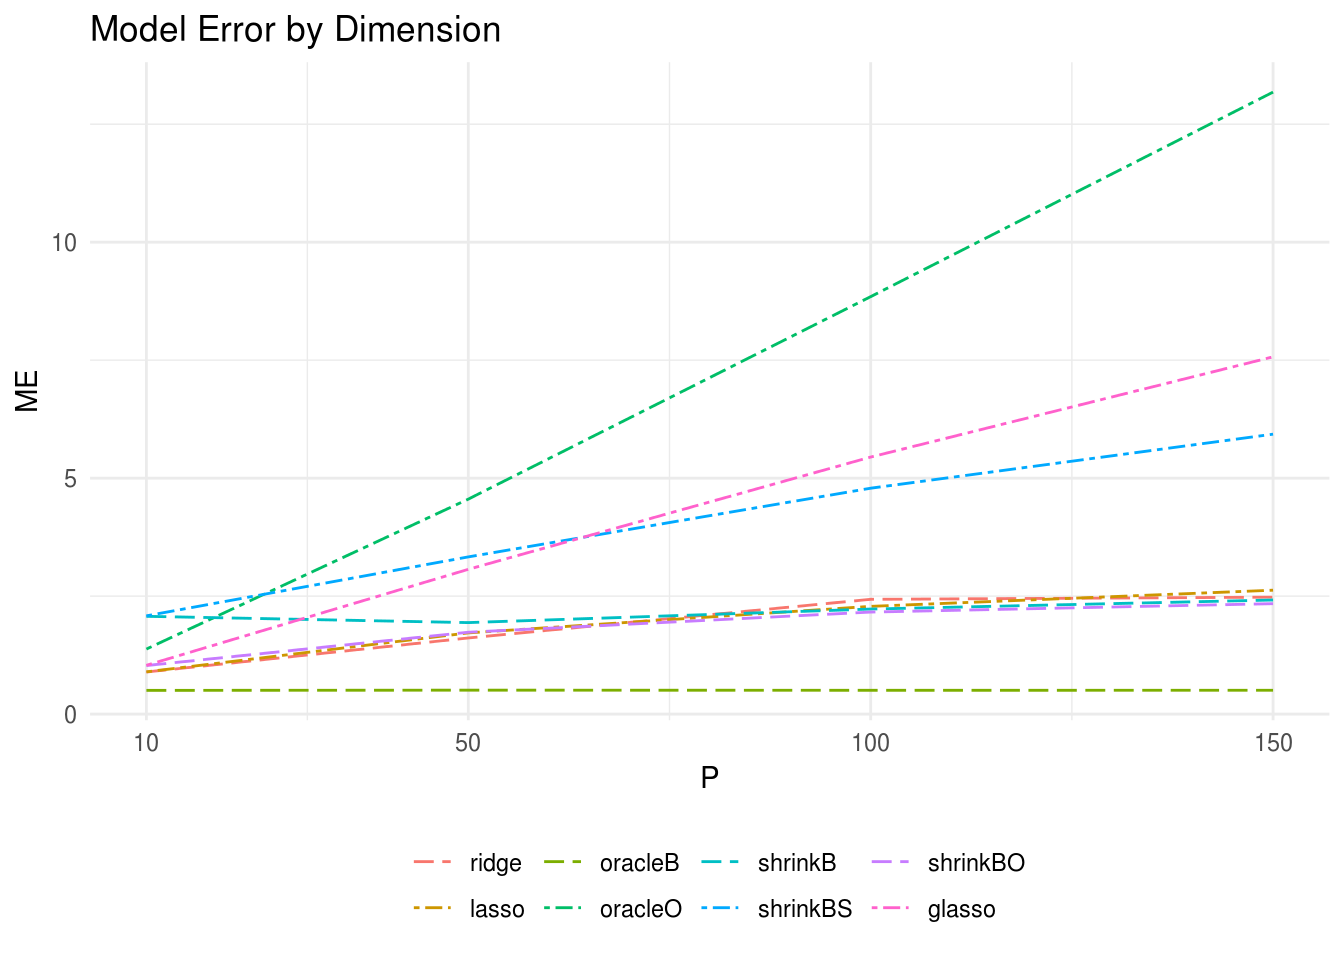 Model Error by Dimension
10
5
0
ME
10 50 100 150
P
ridge oracleB shrinkB shrinkBO
lasso oracleO shrinkBS glasso